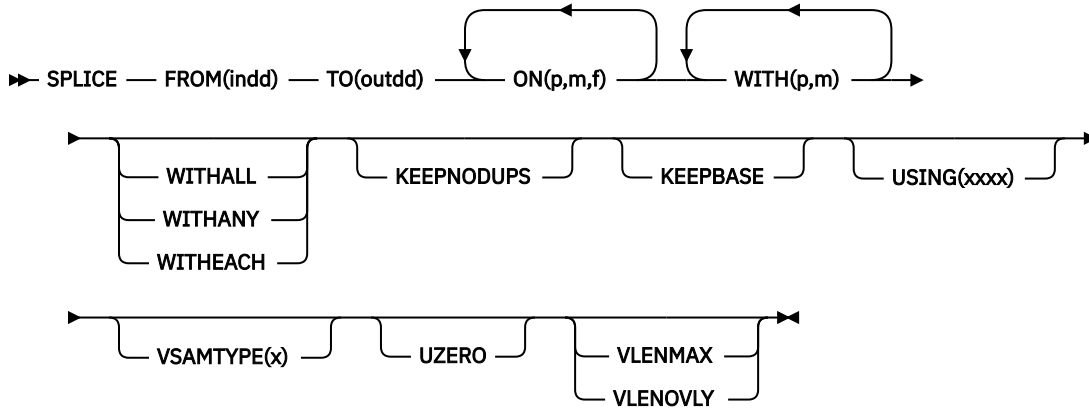 SPLICE FROM(indd) TO(outdd) ON(p,m,f) WITH(p,m)
WITHALL KEEPNODUPS KEEPBASE USING(xxxx)
WITHANY
WITHEACH
VSAMTYPE(x) UZERO VLENMAX
VLENOVLY